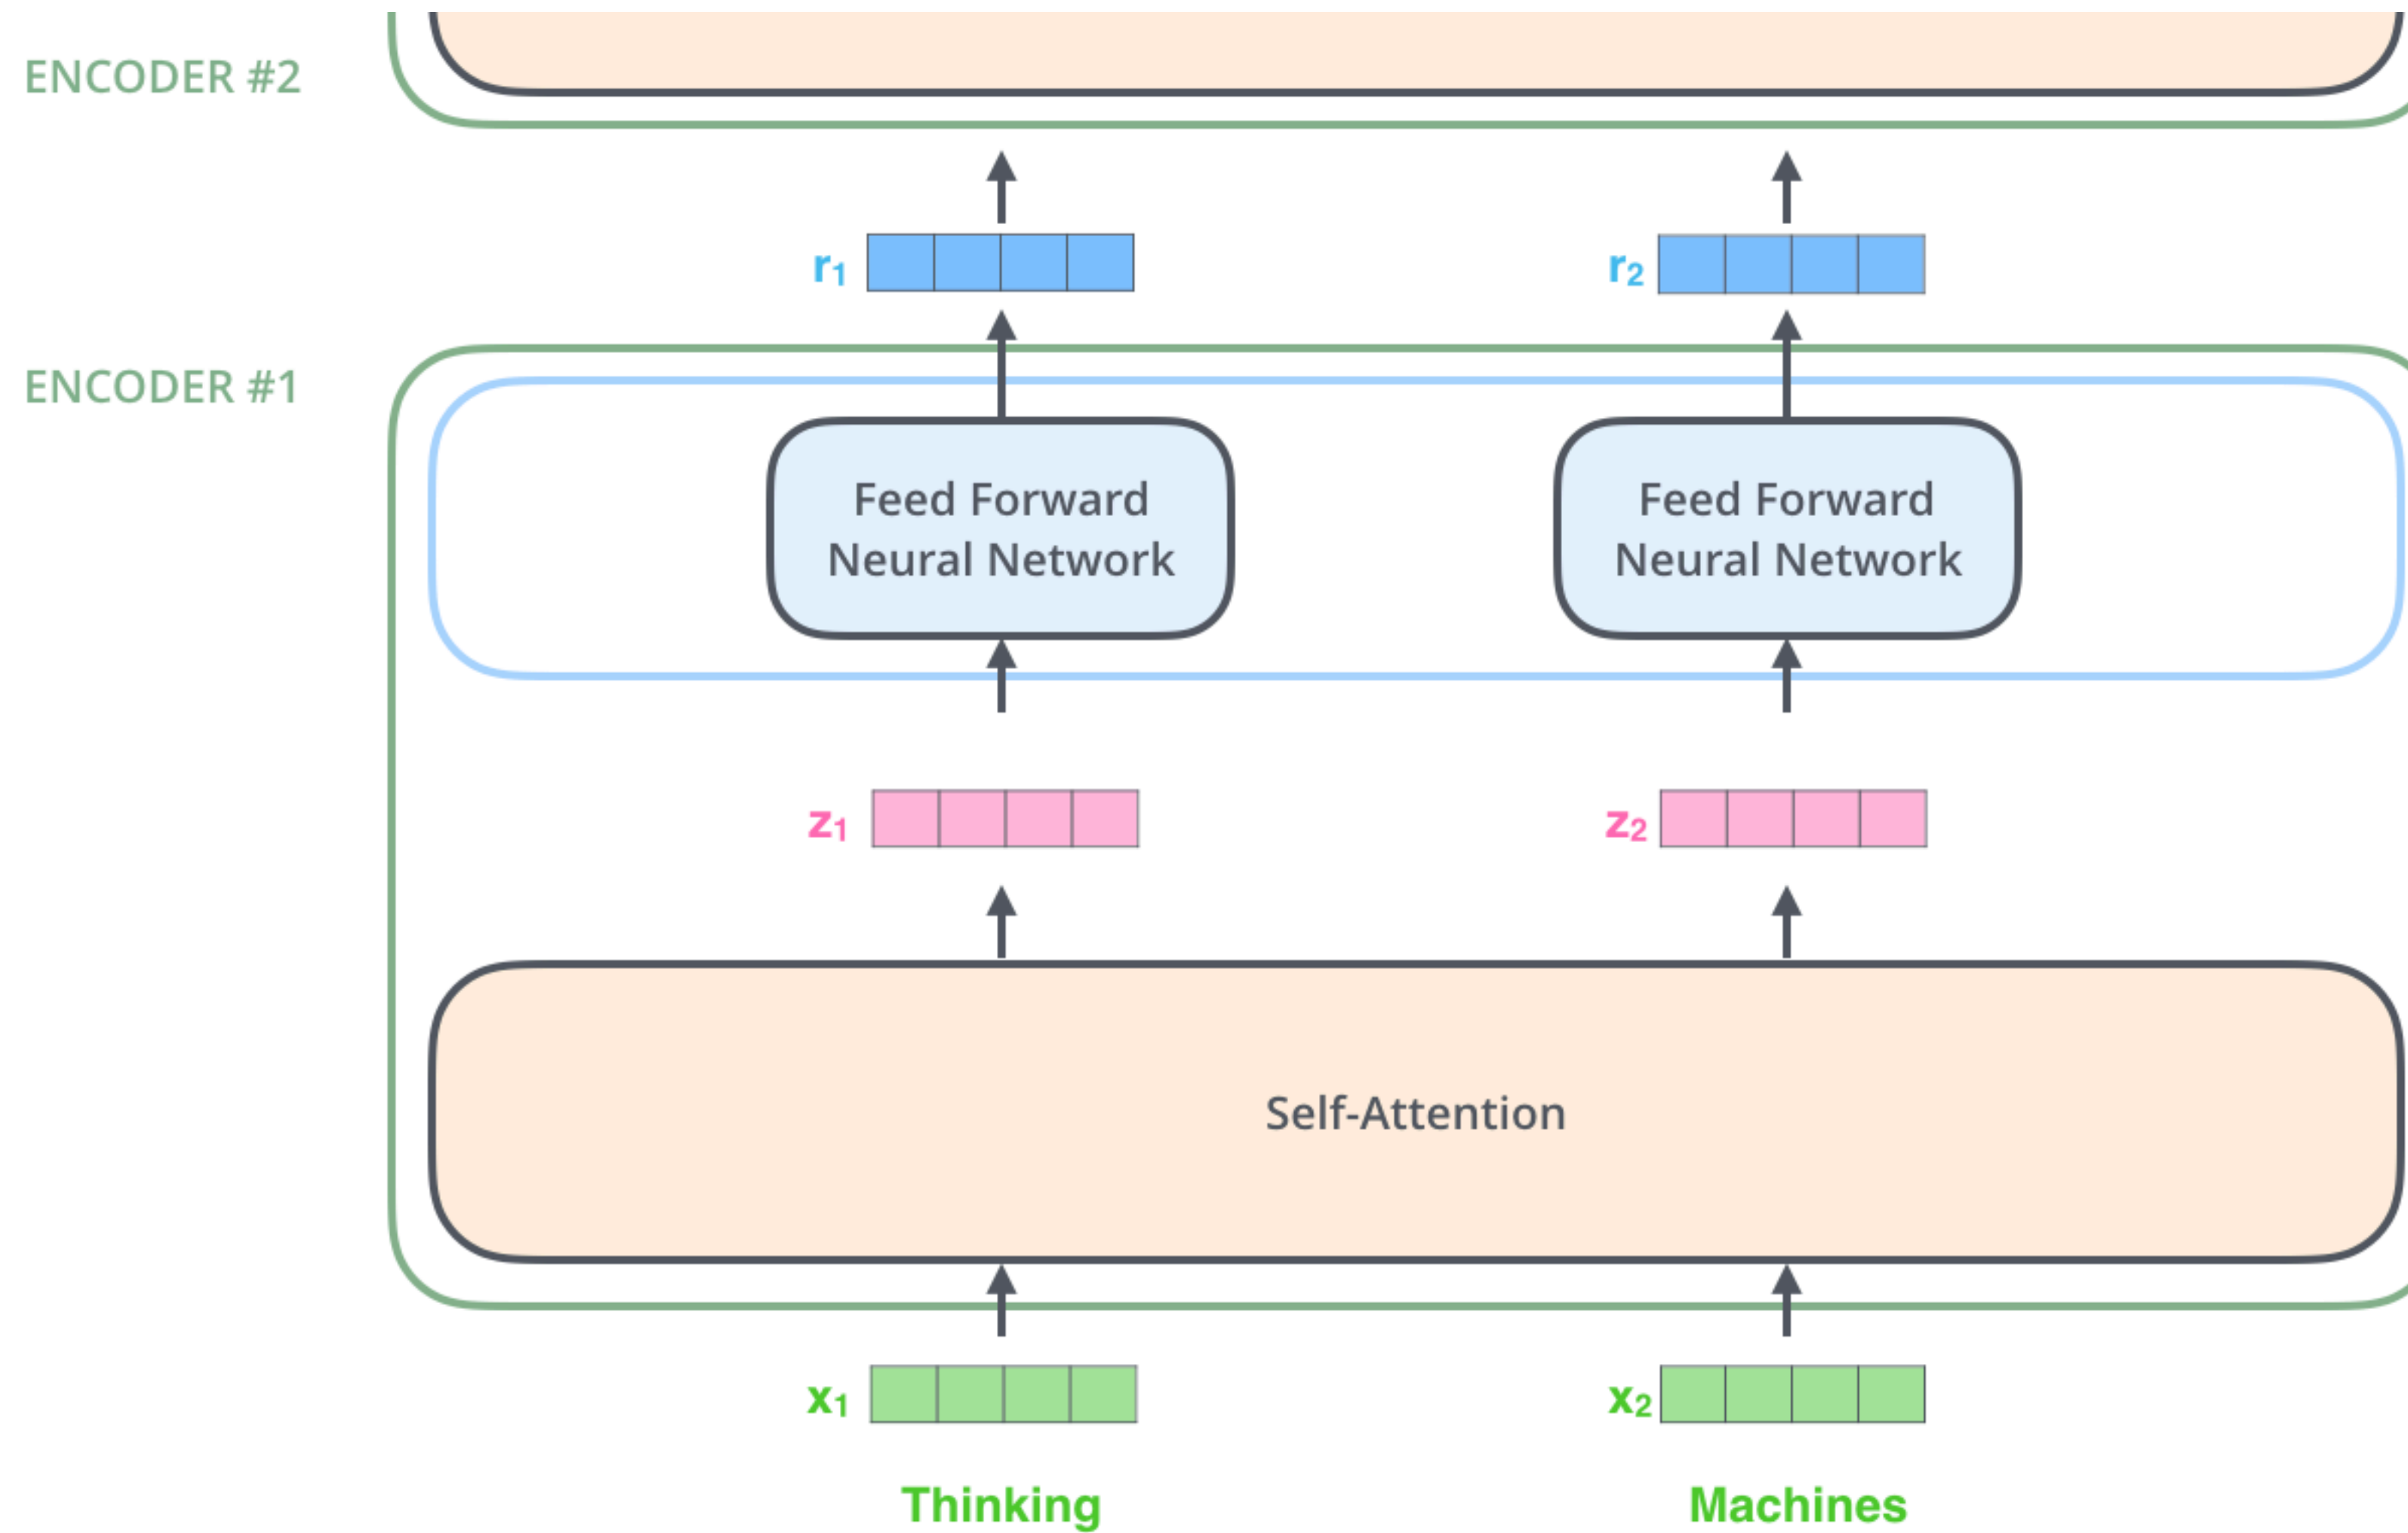 ENCODER #2
r1
r2
ENCODER #1
Feed Forward
Neural Network
Feed Forward
Neural Network
z1
z2
Self-Attention
x1
x2
Thinking
Machines